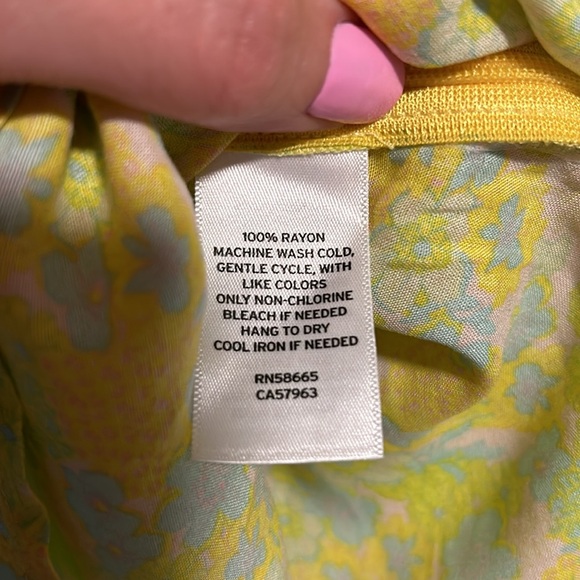 100% RAYON
MACHINE WASH COLD,
GENTLE CYCLE, WITH
LIKE COLORS
ONLY NON-CHLORINE
BLEACH IF NEEDED
HANG TO DRY
COOL IRON IF NEEDED
RN58665
CA57963